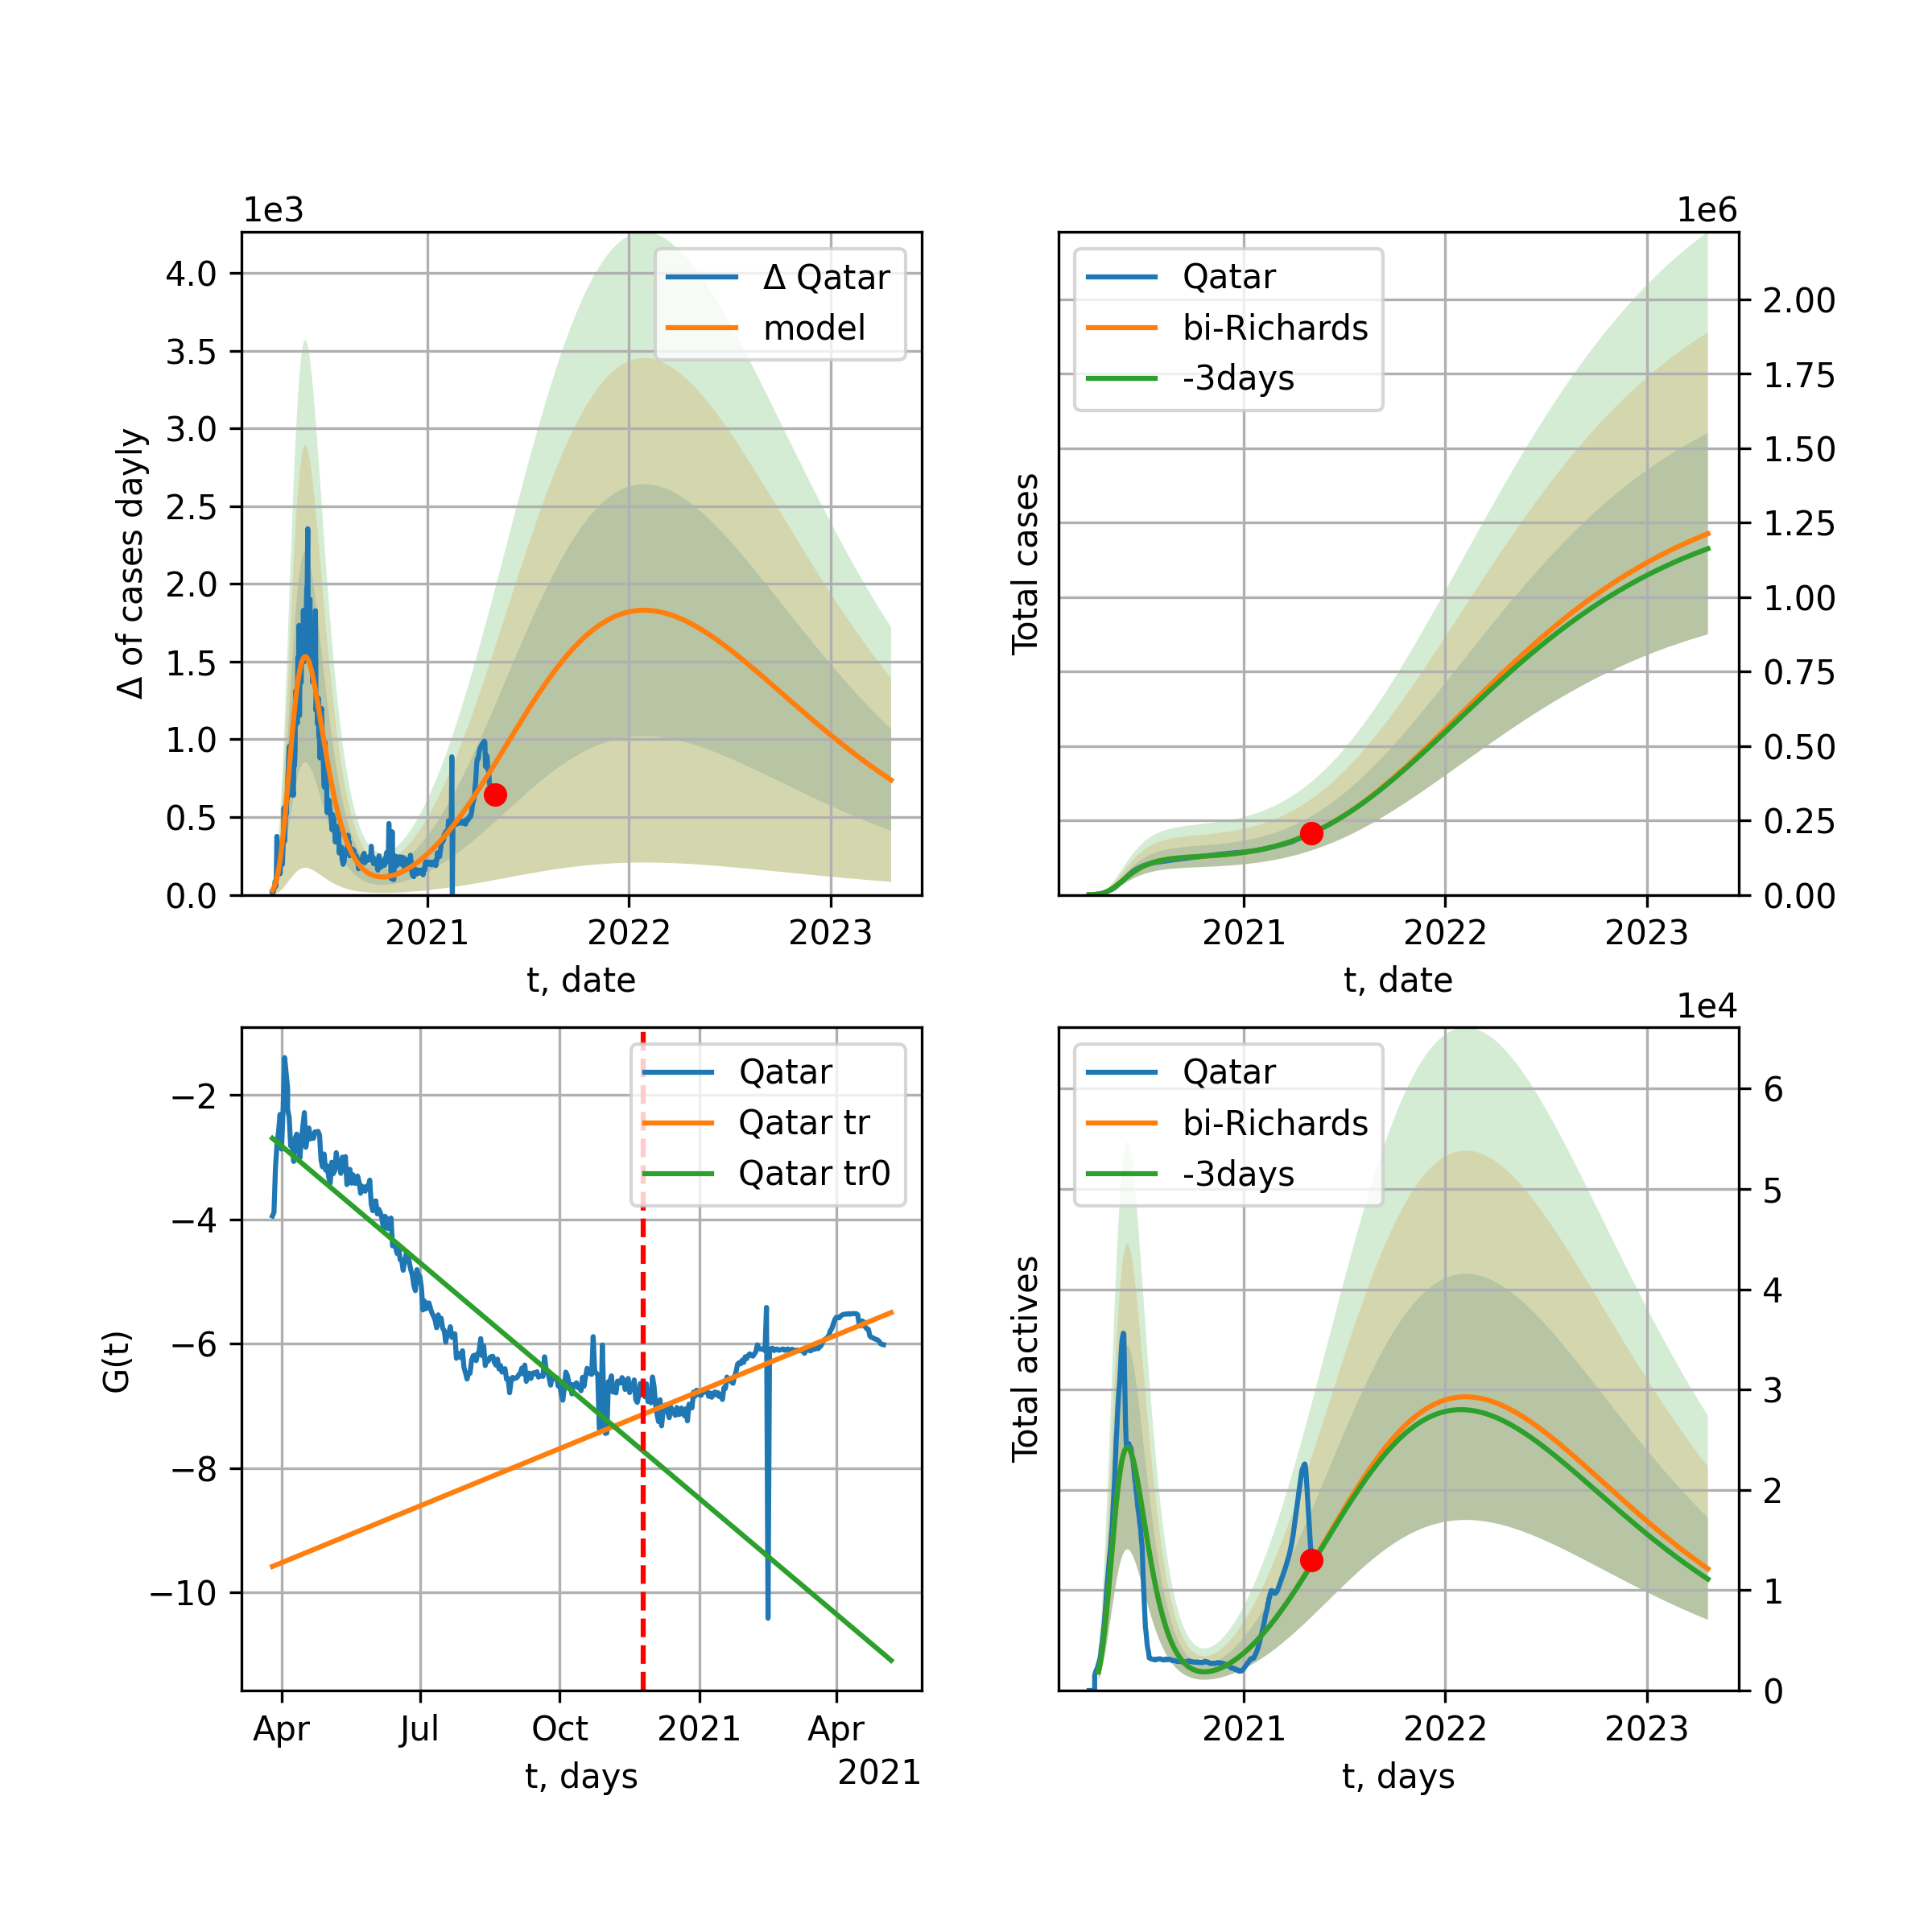 1e3
Δ of cases dayly
4.0
3.5
3.0
2.5
2.0
1.5
1.0
0.5
0.0
Δ Qatar
model
2021 2022 2023
t, date
1e6
Total cases
Qatar
bi-Richards
-3days
2.00
1.75
1.50
1.25
1.00
0.75
0.50
0.25
0.00
2021 2022 2023
t, date
G(t)
−2
−4
−6
−8
−10
Qatar
Qatar tr
Qatar tr0
Apr Jul Oct 2021 Apr
t, days
2021
1e4
Total actives
Qatar
bi-Richards
-3days
6
5
4
3
2
1
0
2021 2022 2023
t, days